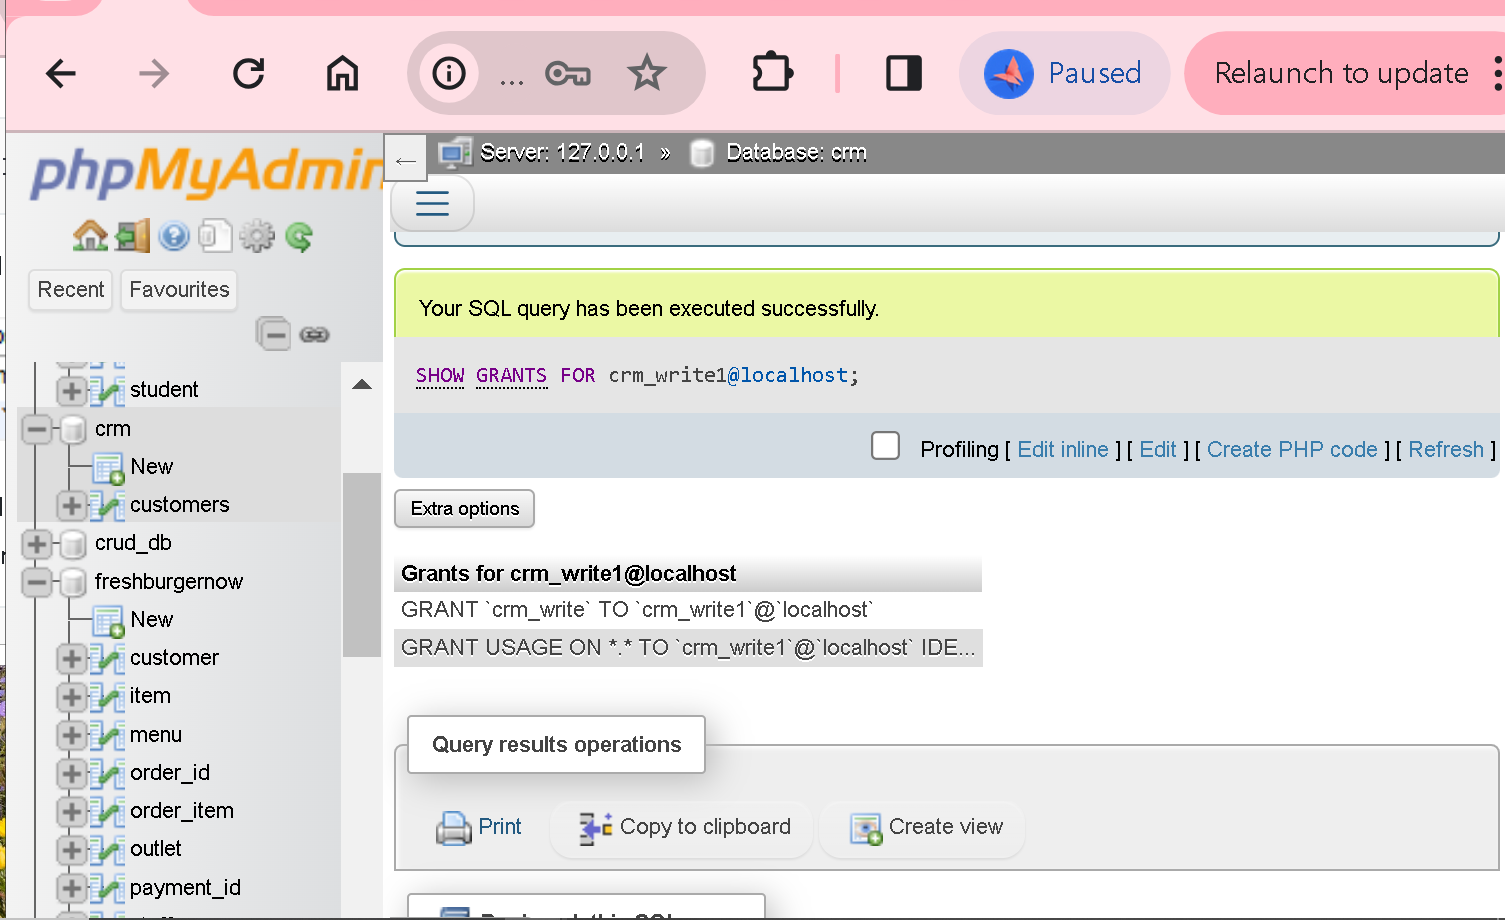 ... Paused Relaunch to update
phpMyAdmin
Server: 127.0.0.1 » Database: crm
Recent Favourites
student
crm
New
customers
crud_db
freshburgernow
New
customer
item
menu
order_id
order_item
outlet
payment_id
Your SQL query has been executed successfully.
SHOW GRANTS FOR crm_write1@localhost;
Profiling [ Edit inline ] [ Edit ] [ Create PHP code ] [ Refresh ]
Extra options
Grants for crm_write1@localhost
GRANT `crm_write` TO `crm_write1`@`localhost`
GRANT USAGE ON *.* TO `crm_write1`@`localhost` IDE...
Query results operations
Print Copy to clipboard Create view